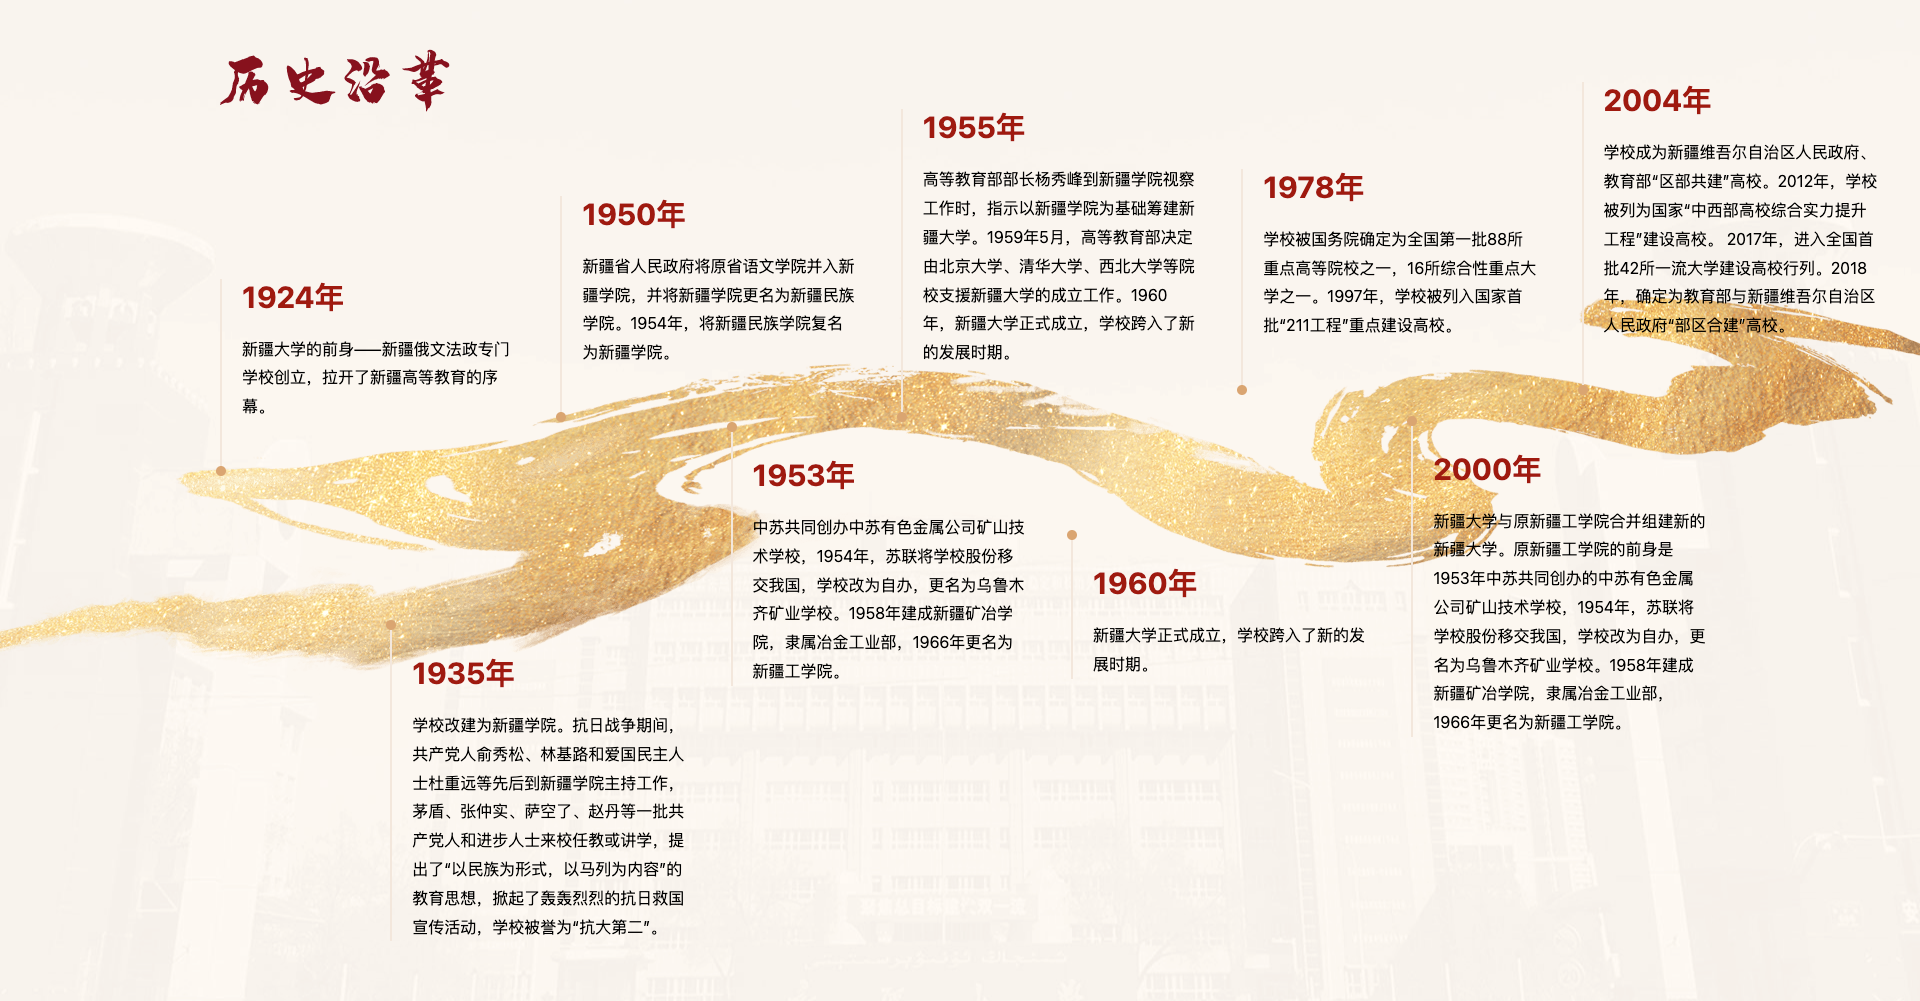 历史沿革
1924年
新疆大学的前身——新疆俄文法政专门
学校创立，拉开了新疆高等教育的序
幕。
1935年
学校改建为新疆学院。抗日战争期间，
共产党人俞秀松、林基路和爱国民主人
士杜重远等先后到新疆学院主持工作，
茅盾、张仲实、萨空了、赵丹等一批共
产党人和进步人士来校任教或讲学，提
出了“以民族为形式，以马列为内容”的
教育思想，掀起了轰轰烈烈的抗日救国
宣传活动，学校被誉为“抗大第二”。
1950年
新疆省人民政府将原省语文学院并入新
疆学院，并将新疆学院更名为新疆民族
学院。1954年，将新疆民族学院复名
为新疆学院。
1953年
中苏共同创办中苏有色金属公司矿山技
术学校，1954年，苏联将学校股份移
交我国，学校改为自办，更名为乌鲁木
齐矿业学校。1958年建成新疆矿冶学
院，隶属冶金工业部，1966年更名为
新疆工学院。
1955年
高等教育部部长杨秀峰到新疆学院视察
工作时，指示以新疆学院为基础筹建新
疆大学。1959年5月，高等教育部决定
由北京大学、清华大学、西北大学等院
校支援新疆大学的成立工作。1960
年，新疆大学正式成立，学校跨入了新
的发展时期。
1960年
新疆大学正式成立，学校跨入了新的发
展时期。
1978年
学校被国务院确定为全国第一批88所
重点高等院校之一，16所综合性重点大
学之一。1997年，学校被列入国家首
批“211工程”重点建设高校。
2000年
新疆大学与原新疆工学院合并组建新的
新疆大学。原新疆工学院的前身是
1953年中苏共同创办的中苏有色金属
公司矿山技术学校，1954年，苏联将
学校股份移交我国，学校改为自办，更
名为乌鲁木齐矿业学校。1958年建成
新疆矿冶学院，隶属冶金工业部，
1966年更名为新疆工学院。
2004年
学校成为新疆维吾尔自治区人民政府、
教育部“区部共建”高校。2012年，学校
被列为国家“中西部高校综合实力提升
工程”建设高校。 2017年，进入全国首
批42所一流大学建设高校行列。2018
年，确定为教育部与新疆维吾尔自治区
人民政府“部区合建”高校。